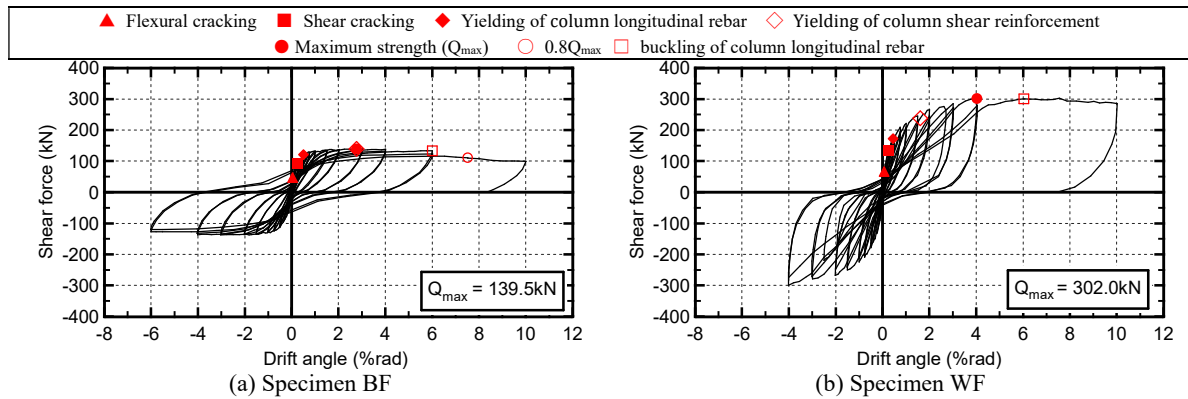 Flexural cracking Shear cracking Yielding of column longitudinal rebar Yielding of column shear reinforcement
Maximum strength (Qmax) 0.8Qmax buckling of column longitudinal rebar
400
300
200
100
0
-100
-200
-300
-400
Shear force (kN)
-8 -6 -4 -2 0 2 4 6 8 10 12
Drift angle (%rad)
Qmax = 139.5kN
(a) Specimen BF
400
300
200
100
0
-100
-200
-300
-400
Shear force (kN)
-8 -6 -4 -2 0 2 4 6 8 10 12
Drift angle (%rad)
Qmax = 302.0kN
(b) Specimen WF